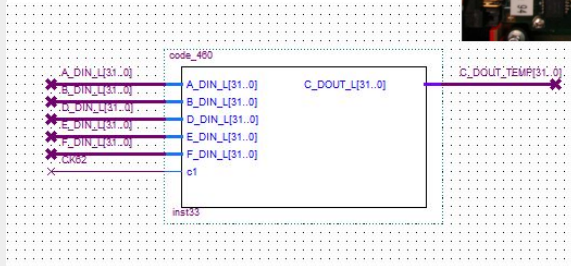 code_460
A_DIN_L[31..0]
B_DIN_L[31..0]
D_DIN_L[31..0]
E_DIN_L[31..0]
F_DIN_L[31..0]
CK62
A_DIN_L[31..0]
B_DIN_L[31..0]
D_DIN_L[31..0]
E_DIN_L[31..0]
F_DIN_L[31..0]
c1
C_DOUT_L[31..0]
C_DOUT_TEMP[31..0]
inst33